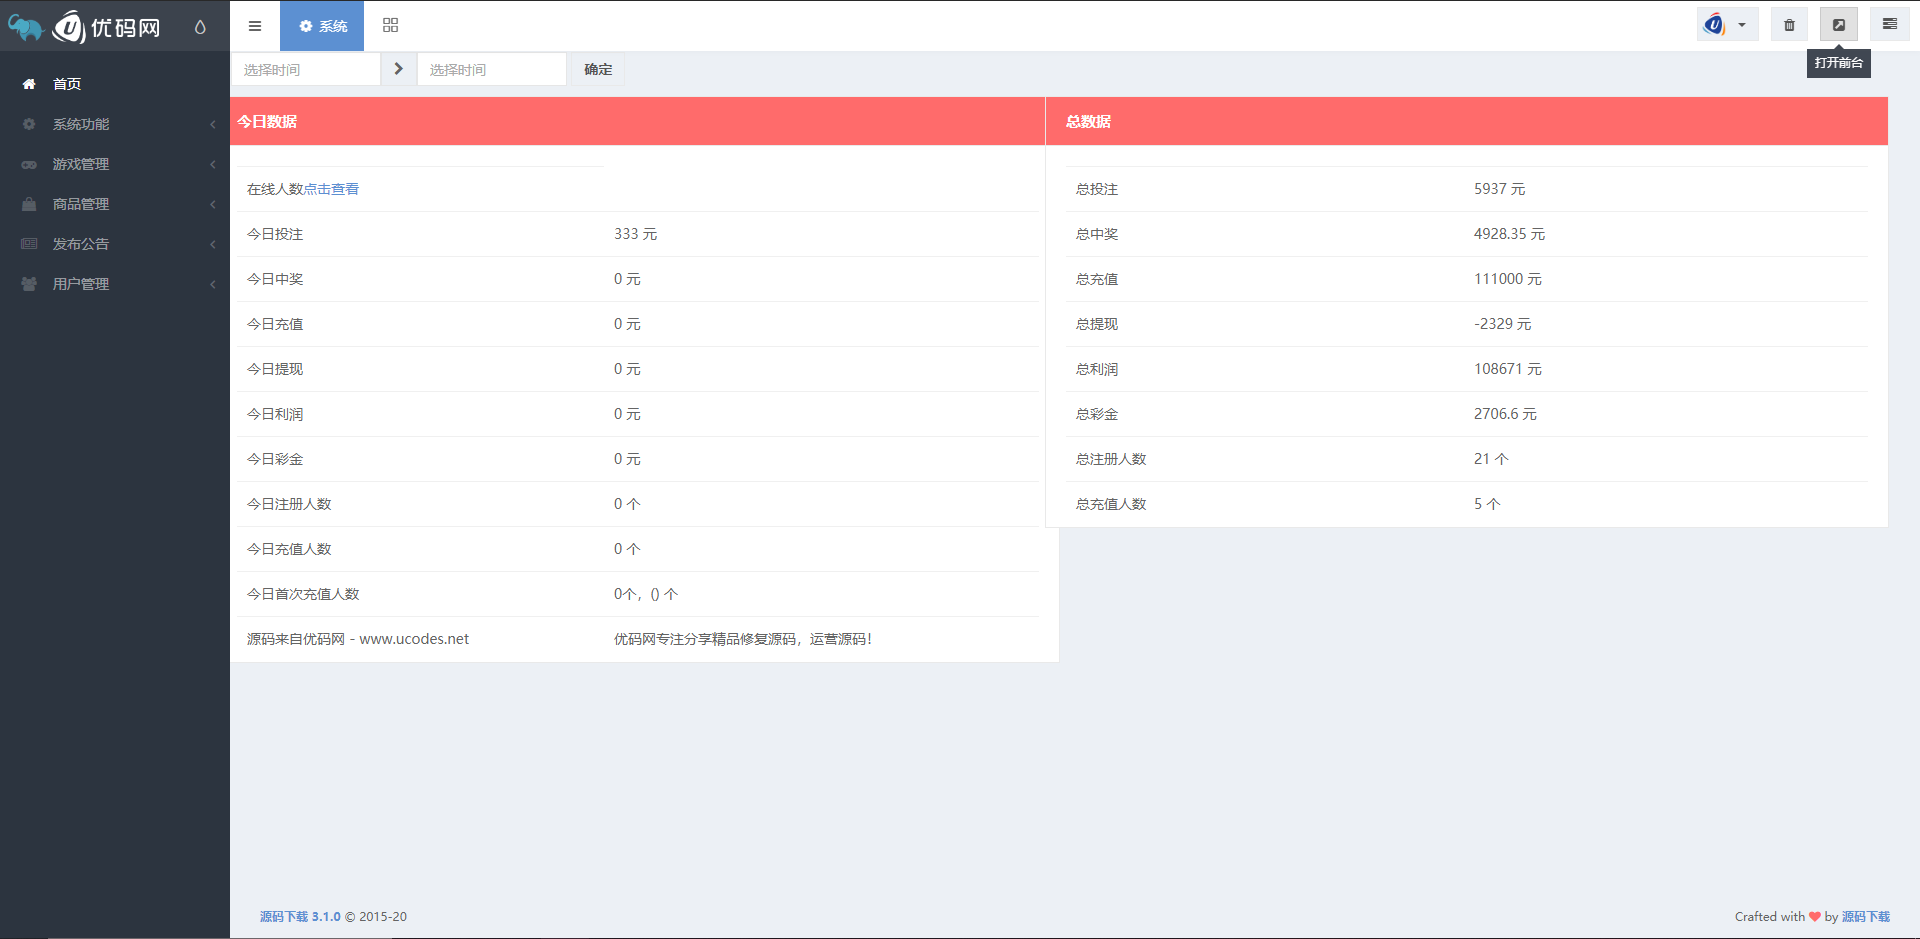 优码网
系统
打开前台
选择时间
选择时间
确定
首页
系统功能
游戏管理
商品管理
发布公告
用户管理
今日数据
在线人数点击查看
今日投注 333 元
今日中奖 0 元
今日充值 0 元
今日提现 0 元
今日利润 0 元
今日彩金 0 元
今日注册人数 0 个
今日充值人数 0 个
今日首次充值人数 0个，() 个
源码来自优码网 - www.ucodes.net 优码网专注分享精品修复源码，运营源码！
总数据
总投注 5937 元
总中奖 4928.35 元
总充值 111000 元
总提现 -2329 元
总利润 108671 元
总彩金 2706.6 元
总注册人数 21 个
总充值人数 5 个
源码下载 3.1.0 © 2015-20
Crafted with ❤ by 源码下载